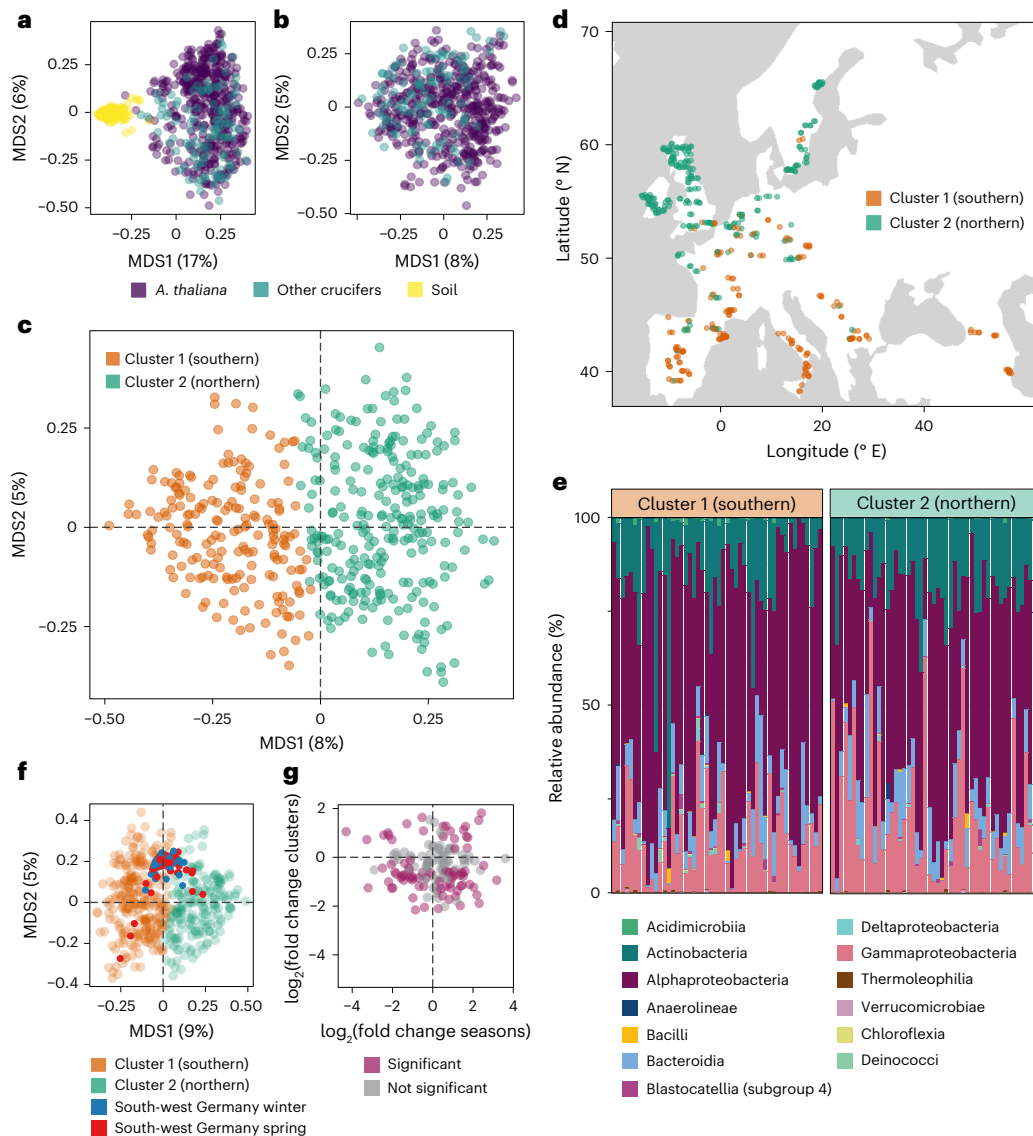 a
0.25
0
−0.25
−0.50
−0.25
0
0.25
MDS2 (6%)
MDS1 (17%)
b
0.25
0
−0.25
−0.50
−0.25
0
0.25
MDS2 (5%)
MDS1 (8%)
A. thaliana
Other crucifers
Soil
c
Cluster 1 (southern)
Cluster 2 (northern)
0.25
0
−0.25
−0.50
−0.25
0
0.25
MDS2 (5%)
MDS1 (8%)
d
70
60
50
40
0
20
40
Latitude (° N)
Longitude (° E)
Cluster 1 (southern)
Cluster 2 (northern)
e
Cluster 1 (southern)
Cluster 2 (northern)
100
50
0
Relative abundance (%)
Acidimicrobiia
Actinobacteria
Alphaproteobacteria
Anaerolineae
Bacilli
Bacteroidia
Blastocatellia (subgroup 4)
Deltaproteobacteria
Gammaproteobacteria
Thermoleophilia
Verrucomicrobiae
Chloroflexia
Deinococci
f
0.4
0.2
0
−0.2
−0.4
−0.25
0
0.25
0.50
MDS2 (5%)
MDS1 (9%)
Cluster 1 (southern)
Cluster 2 (northern)
South-west Germany winter
South-west Germany spring
g
2
0
−2
−4
−4
−2
0
2
4
log2(fold change clusters)
log2(fold change seasons)
Significant
Not significant